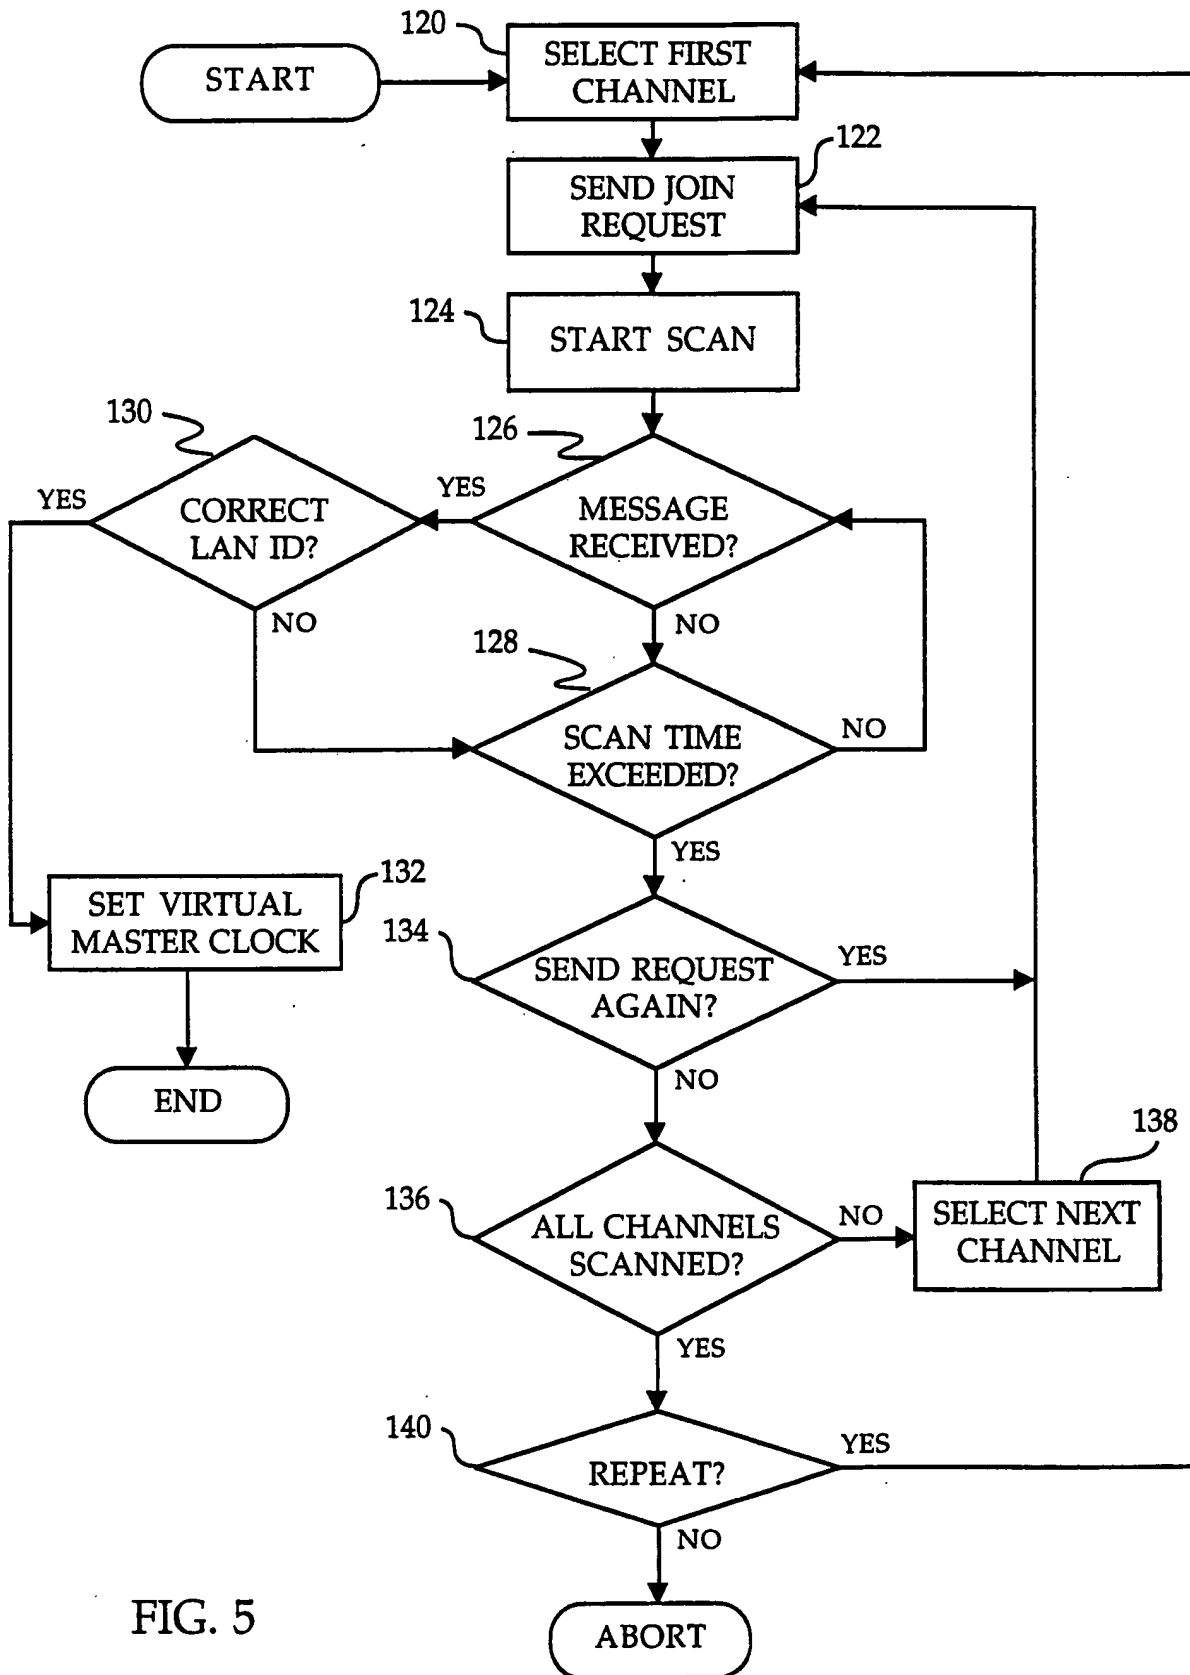 120
START
SELECT FIRST
CHANNEL
122
SEND JOIN
REQUEST
124
START SCAN
130
126
YES
CORRECT
LAN ID?
YES
MESSAGE
RECEIVED?
NO
NO
128
SCAN TIME
EXCEEDED?
NO
YES
132
SET VIRTUAL
MASTER CLOCK
134
SEND REQUEST
AGAIN?
YES
END
NO
138
136
ALL CHANNELS
SCANNED?
NO
SELECT NEXT
CHANNEL
YES
140
REPEAT?
YES
NO
FIG. 5
ABORT